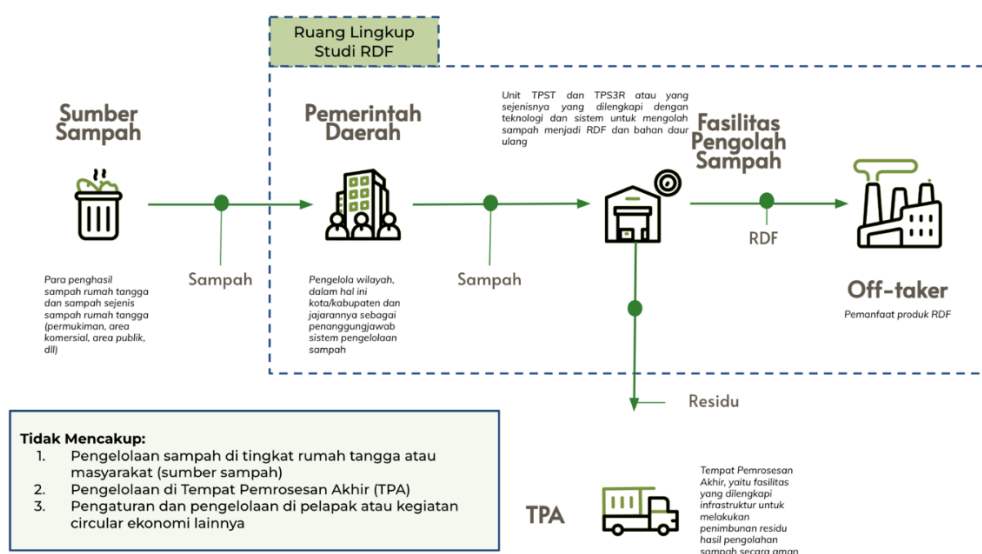 Ruang Lingkup
Studi RDF
Sumber
Sampah
Pemerintah
Daerah
Unit TPST dan TPS3R atau yang
sejenisnya yang dilengkapi dengan
teknologi dan sistem untuk mengolah
sampah menjadi RDF dan bahan daur
ulang
Fasilitas
Pengolah
Sampah
Sampah
Sampah
RDF
Para penghasil
sampah rumah tangga
dan sampah sejenis
sampah rumah tangga
(permukiman, area
komersial, area publik,
dll)
Pengelola wilayah,
dalam hal ini
kota/kabupaten dan
jajarannya sebagai
penanggungjawab
sistem pengelolaan
sampah
Off-taker
Pemanfaat produk RDF
Residu
Tidak Mencakup:
1. Pengelolaan sampah di tingkat rumah tangga atau
masyarakat (sumber sampah)
2. Pengelolaan di Tempat Pemrosesan Akhir (TPA)
3. Pengaturan dan pengelolaan di pelapak atau kegiatan
circular ekonomi lainnya
TPA
Tempat Pemrosesan
Akhir, yaitu fasilitas
yang dilengkapi
infrastruktur untuk
melakukan
penimbunan residu
hasil pengolahan
sampah secara aman